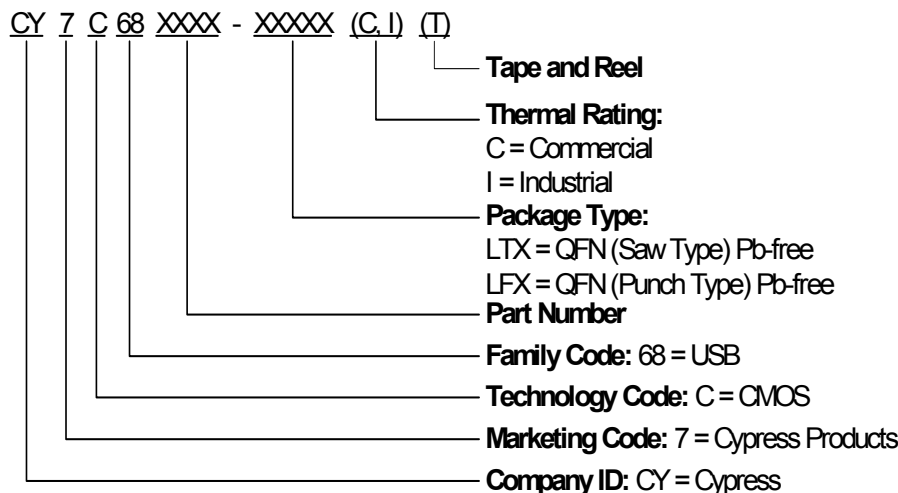 CY 7 C 68 XXXX - XXXXX (C, I) (T)
Tape and Reel
Thermal Rating:
C = Commercial
I = Industrial
Package Type:
LTX = QFN (Saw Type) Pb-free
LFX = QFN (Punch Type) Pb-free
Part Number
Family Code: 68 = USB
Technology Code: C = CMOS
Marketing Code: 7 = Cypress Products
Company ID: CY = Cypress